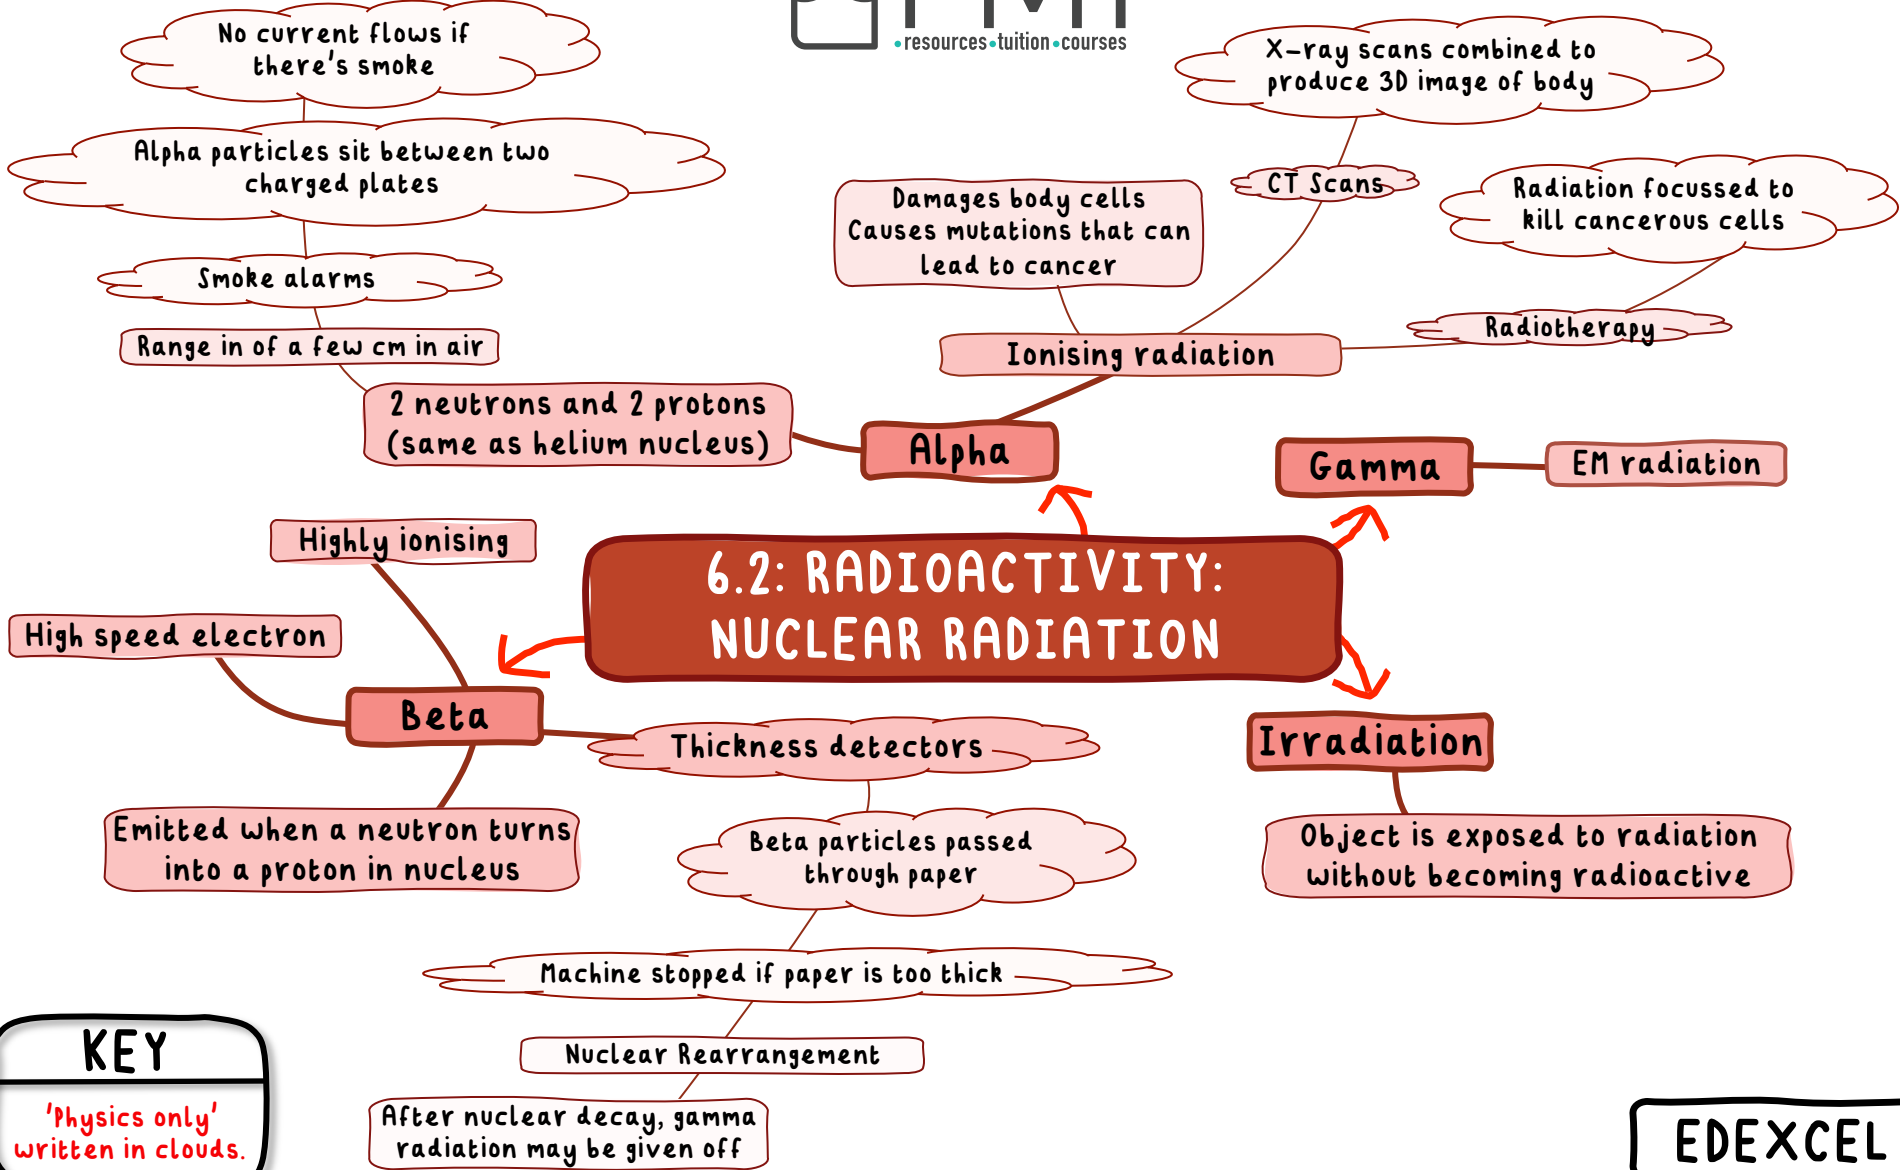 •resources•tuition•courses
No current flows if
there's smoke
Alpha particles sit between two
charged plates
Smoke alarms
Range in of a few cm in air
2 neutrons and 2 protons
(same as helium nucleus)
Alpha
X-ray scans combined to
produce 3D image of body
CT Scans
Damages body cells
Causes mutations that can
lead to cancer
Ionising radiation
Radiation focussed to
kill cancerous cells
Radiotherapy
Gamma
EM radiation
6.2: RADIOACTIVITY:
NUCLEAR RADIATION
Highly ionising
High speed electron
Beta
Emitted when a neutron turns
into a proton in nucleus
Thickness detectors
Beta particles passed
through paper
Machine stopped if paper is too thick
Nuclear Rearrangement
After nuclear decay, gamma
radiation may be given off
Irradiation
Object is exposed to radiation
without becoming radioactive
KEY
'Physics only'
written in clouds.
EDEXCEL